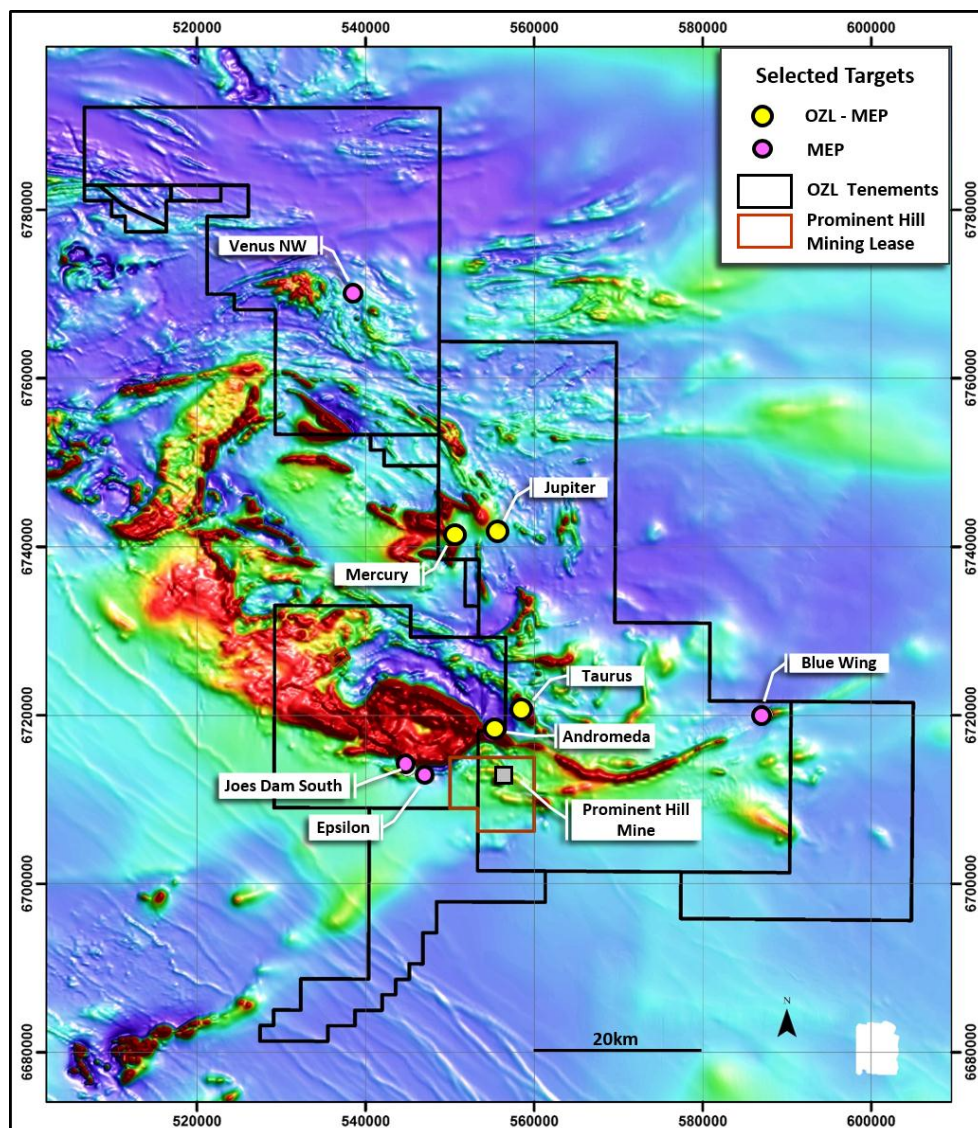 520000
540000
560000
580000
600000
Selected Targets
OZL - MEP
MEP
OZL Tenements
Prominent Hill
Mining Lease
6780000
6780000
Venus NW
6760000
6760000
Jupiter
6740000
6740000
Mercury
Blue Wing
Taurus
6720000
6720000
Andromeda
Joes Dam South
Epsilon
Prominent Hill
Mine
6700000
6700000
N
20km
6680000
6680000
520000
540000
560000
580000
600000